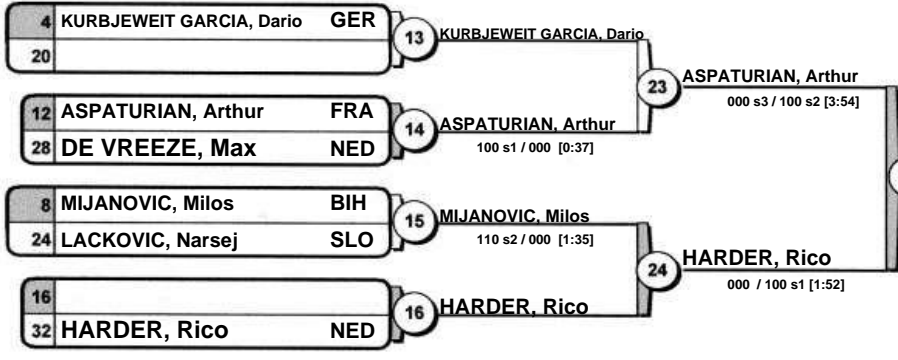 4 KURBJEWEIT GARCIA, Dario GER
20
13 KURBJEWEIT GARCIA, Dario
12 ASPATURIAN, Arthur FRA
28 DE VREEZE, Max NED
14 ASPATURIAN, Arthur
100 s1 / 000 [0:37]
23 ASPATURIAN, Arthur
000 s3 / 100 s2 [3:54]
8 MIJANOVIC, Milos BIH
24 LACKOVIC, Narsej SLO
15 MIJANOVIC, Milos
110 s2 / 000 [1:35]
16
32 HARDER, Rico NED
16 HARDER, Rico
24 HARDER, Rico
000 / 100 s1 [1:52]